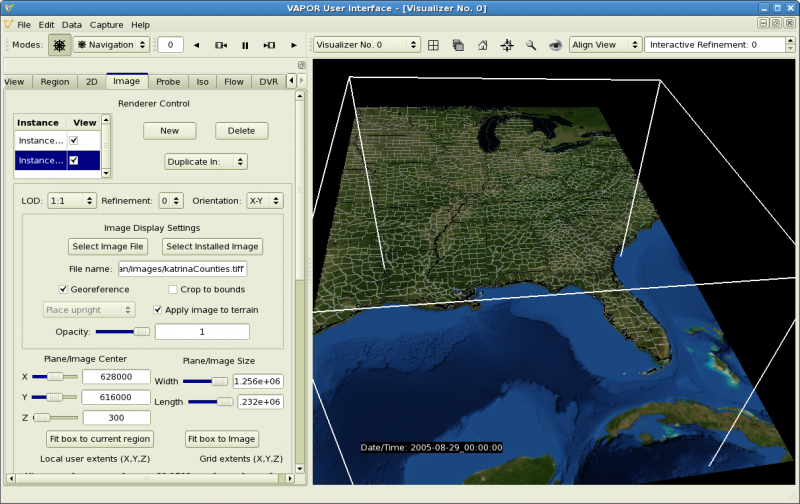 VAPOR User Interface - [Visualizer No. 0]
File Edit Data Capture Help
Modes: Navigation 0 Visualizer No. 0 Align View Interactive Refinement: 0
View Region 2D Image Probe Iso Flow DVR
Renderer Control
Instance View
Instance...
Instance...
New Delete
Duplicate In:
LOD: 1:1 Refinement: 0 Orientation: X-Y
Image Display Settings
Select Image File Select Installed Image
File name: an/images/katrinaCounties.tiff
Georeference Crop to bounds
Place upright Apply image to terrain
Opacity: 1
Plane/Image Center Plane/Image Size
X 628000 Width 1.256e+06
Y 616000 Length .232e+06
Z 300
Fit box to current region Fit box to Image
Local user extents (X,Y,Z) Grid extents (X,Y,Z)
Date/Time: 2005-08-29_00:00:00